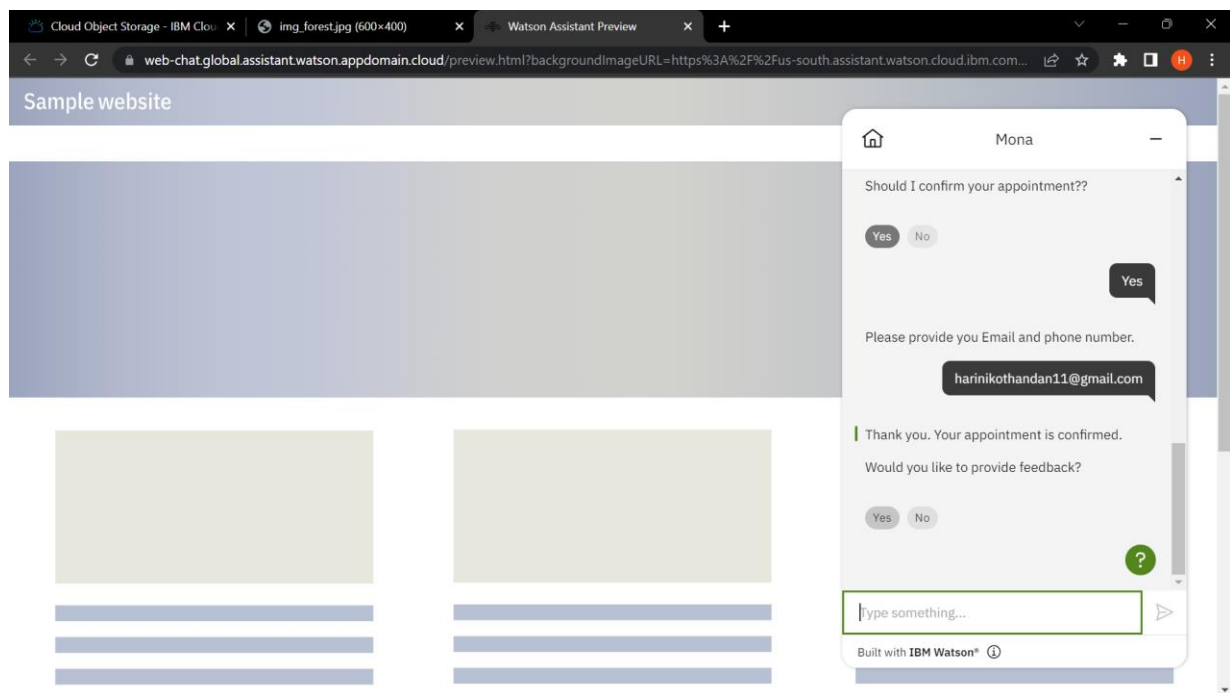 Cloud Object Storage - IBM Clou
img_forest.jpg (600×400)
Watson Assistant Preview
web-chat.global.assistant.watson.appdomain.cloud/preview.html?backgroundImageURL=https%3A%2F%2Fus-south.assistant.watson.cloud.ibm.com...
H
Sample website
Mona
Should I confirm your appointment??
Yes No
Yes
Please provide you Email and phone number.
harinikothandan11@gmail.com
Thank you. Your appointment is confirmed.
Would you like to provide feedback?
Yes No
?
Type something...
Built with IBM Watson®